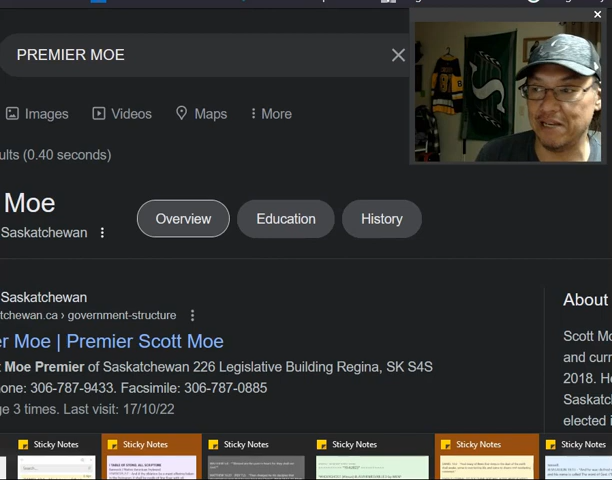 PREMIER MOE
Images Videos Maps More
ults (0.40 seconds)
Moe
Saskatchewan
Overview Education History
Saskatchewan
tchewan.ca › government-structure
er Moe | Premier Scott Moe
t Moe Premier of Saskatchewan 226 Legislative Building Regina, SK S4S
one: 306-787-9433. Facsimile: 306-787-0885
ge 3 times. Last visit: 17/10/22
About
Scott Mo
and curr
2018. He
Saskatc
elected i
Sticky Notes Sticky Notes Sticky Notes Sticky Notes Sticky Notes Sticky Notes